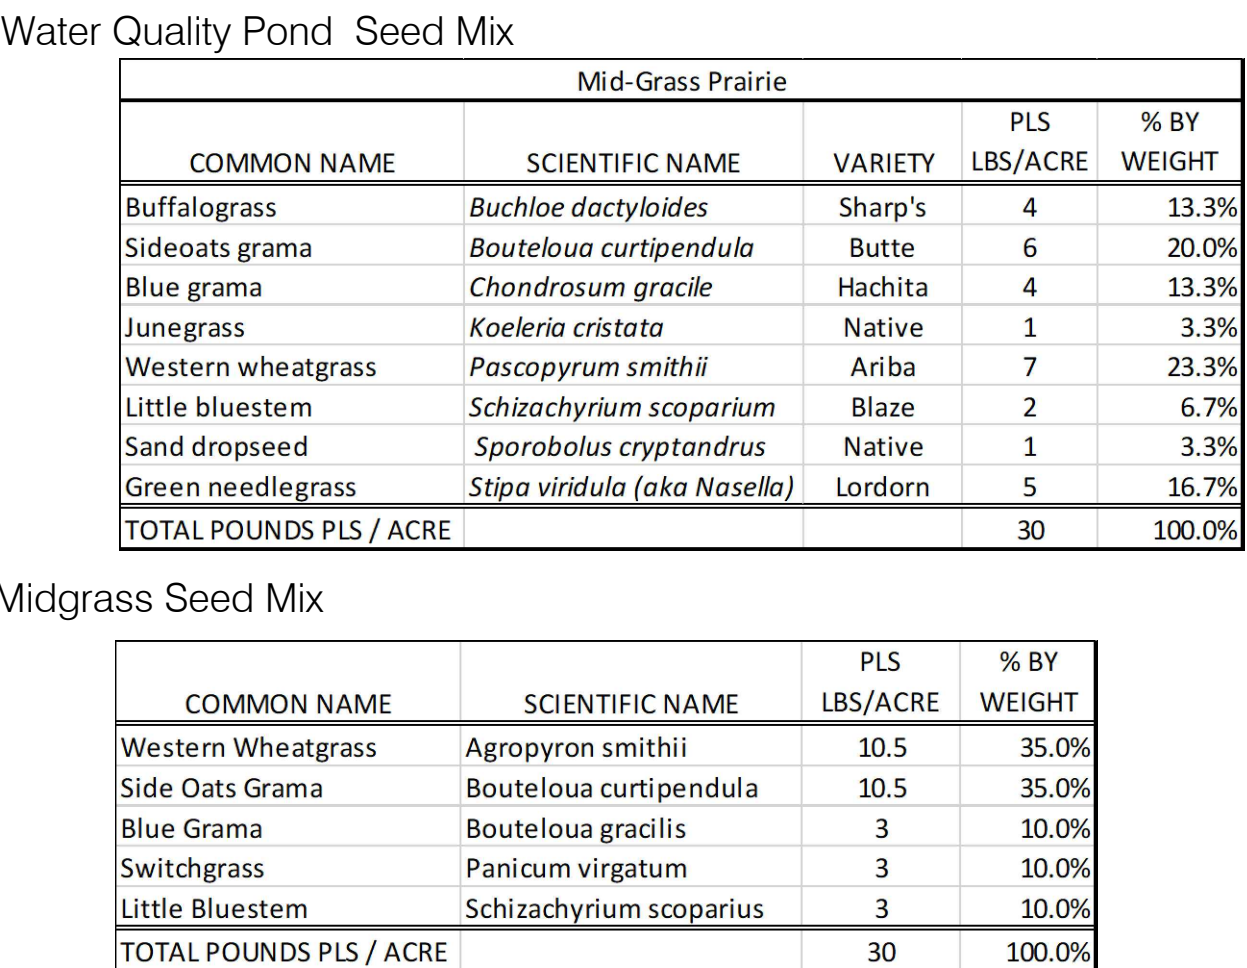 Water Quality Pond Seed Mix
Mid-Grass Prairie
COMMON NAME SCIENTIFIC NAME VARIETY PLS LBS/ACRE % BY WEIGHT
Buffalograss Buchloe dactyloides Sharp's 4 13.3%
Sideoats grama Bouteloua curtipendula Butte 6 20.0%
Blue grama Chondrosum gracile Hachita 4 13.3%
Junegrass Koeleria cristata Native 1 3.3%
Western wheatgrass Pascopyrum smithii Ariba 7 23.3%
Little bluestem Schizachyrium scoparium Blaze 2 6.7%
Sand dropseed Sporobolus cryptandrus Native 1 3.3%
Green needlegrass Stipa viridula (aka Nasella) Lordorn 5 16.7%
TOTAL POUNDS PLS / ACRE 30 100.0%
Midgrass Seed Mix
COMMON NAME SCIENTIFIC NAME PLS LBS/ACRE % BY WEIGHT
Western Wheatgrass Agropyron smithii 10.5 35.0%
Side Oats Grama Bouteloua curtipendula 10.5 35.0%
Blue Grama Bouteloua gracilis 3 10.0%
Switchgrass Panicum virgatum 3 10.0%
Little Bluestem Schizachyrium scoparius 3 10.0%
TOTAL POUNDS PLS / ACRE 30 100.0%